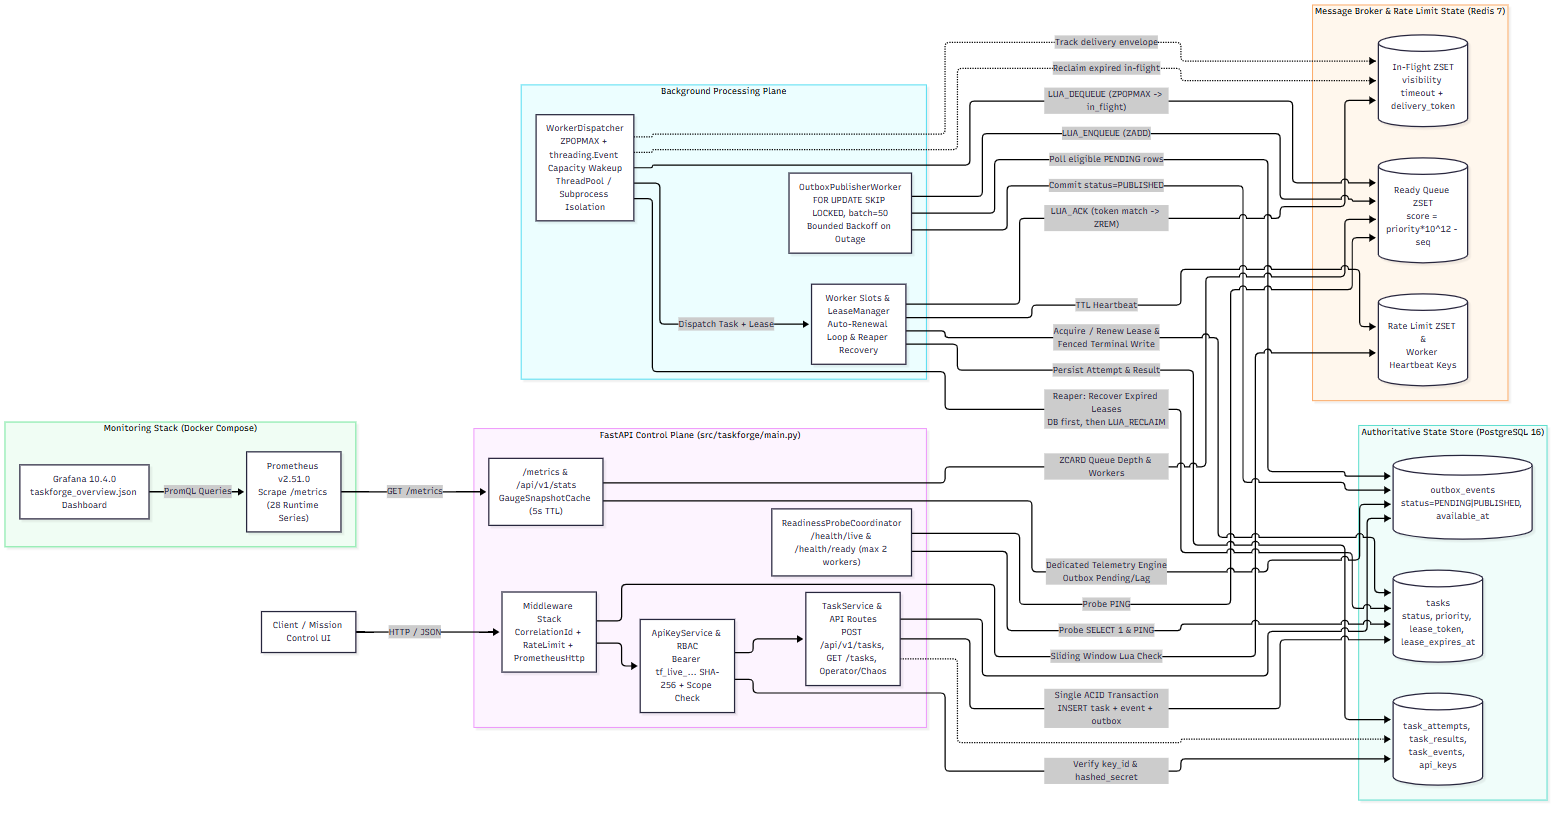 Message Broker & Rate Limit State (Redis 7)
In-Flight ZSET
visibility
timeout +
delivery_token
Ready Queue
ZSET
score =
priority*10^12 -
seq
Rate Limit ZSET
&
Worker
Heartbeat Keys
Background Processing Plane
WorkerDispatcher
ZPOPMAX +
threading.Event
Capacity Wakeup
ThreadPool /
Subprocess
Isolation
OutboxPublisherWorker
FOR UPDATE SKIP
LOCKED, batch=50
Bounded Backoff on
Outage
Worker Slots &
LeaseManager
Auto-Renewal
Loop & Reaper
Recovery
Dispatch Task + Lease
Track delivery envelope
Reclaim expired in-flight
LUA_DEQUEUE (ZPOPMAX ->
in_flight)
LUA_ENQUEUE (ZADD)
Poll eligible PENDING rows
Commit status=PUBLISHED
LUA_ACK (token match ->
ZREM)
TTL Heartbeat
Acquire / Renew Lease &
Fenced Terminal Write
Persist Attempt & Result
Reaper: Recover Expired
Leases
DB first, then LUA_RECLAIM
ZCARD Queue Depth &
Workers
Dedicated Telemetry Engine
Outbox Pending/Lag
Probe PING
Probe SELECT 1 & PING
Sliding Window Lua Check
Single ACID Transaction
INSERT task + event +
outbox
Verify key_id &
hashed_secret
Monitoring Stack (Docker Compose)
Grafana 10.4.0
taskforge_overview.json
Dashboard
PromQL Queries
Prometheus
v2.51.0
Scrape /metrics
(28 Runtime
Series)
GET /metrics
Client / Mission
Control UI
HTTP / JSON
FastAPI Control Plane (src/taskforge/main.py)
/metrics &
/api/v1/stats
GaugeSnapshotCache
(5s TTL)
ReadinessProbeCoordinator
/health/live &
/health/ready (max 2
workers)
Middleware
Stack
CorrelationId +
RateLimit +
PrometheusHttp
ApiKeyService &
RBAC
Bearer
tf_live_... SHA-
256 + Scope
Check
TaskService &
API Routes
POST
/api/v1/tasks,
GET /tasks,
Operator/Chaos
Authoritative State Store (PostgreSQL 16)
outbox_events
status=PENDING|PUBLISHED,
available_at
tasks
status, priority,
lease_token,
lease_expires_at
task_attempts,
task_results,
task_events,
api_keys